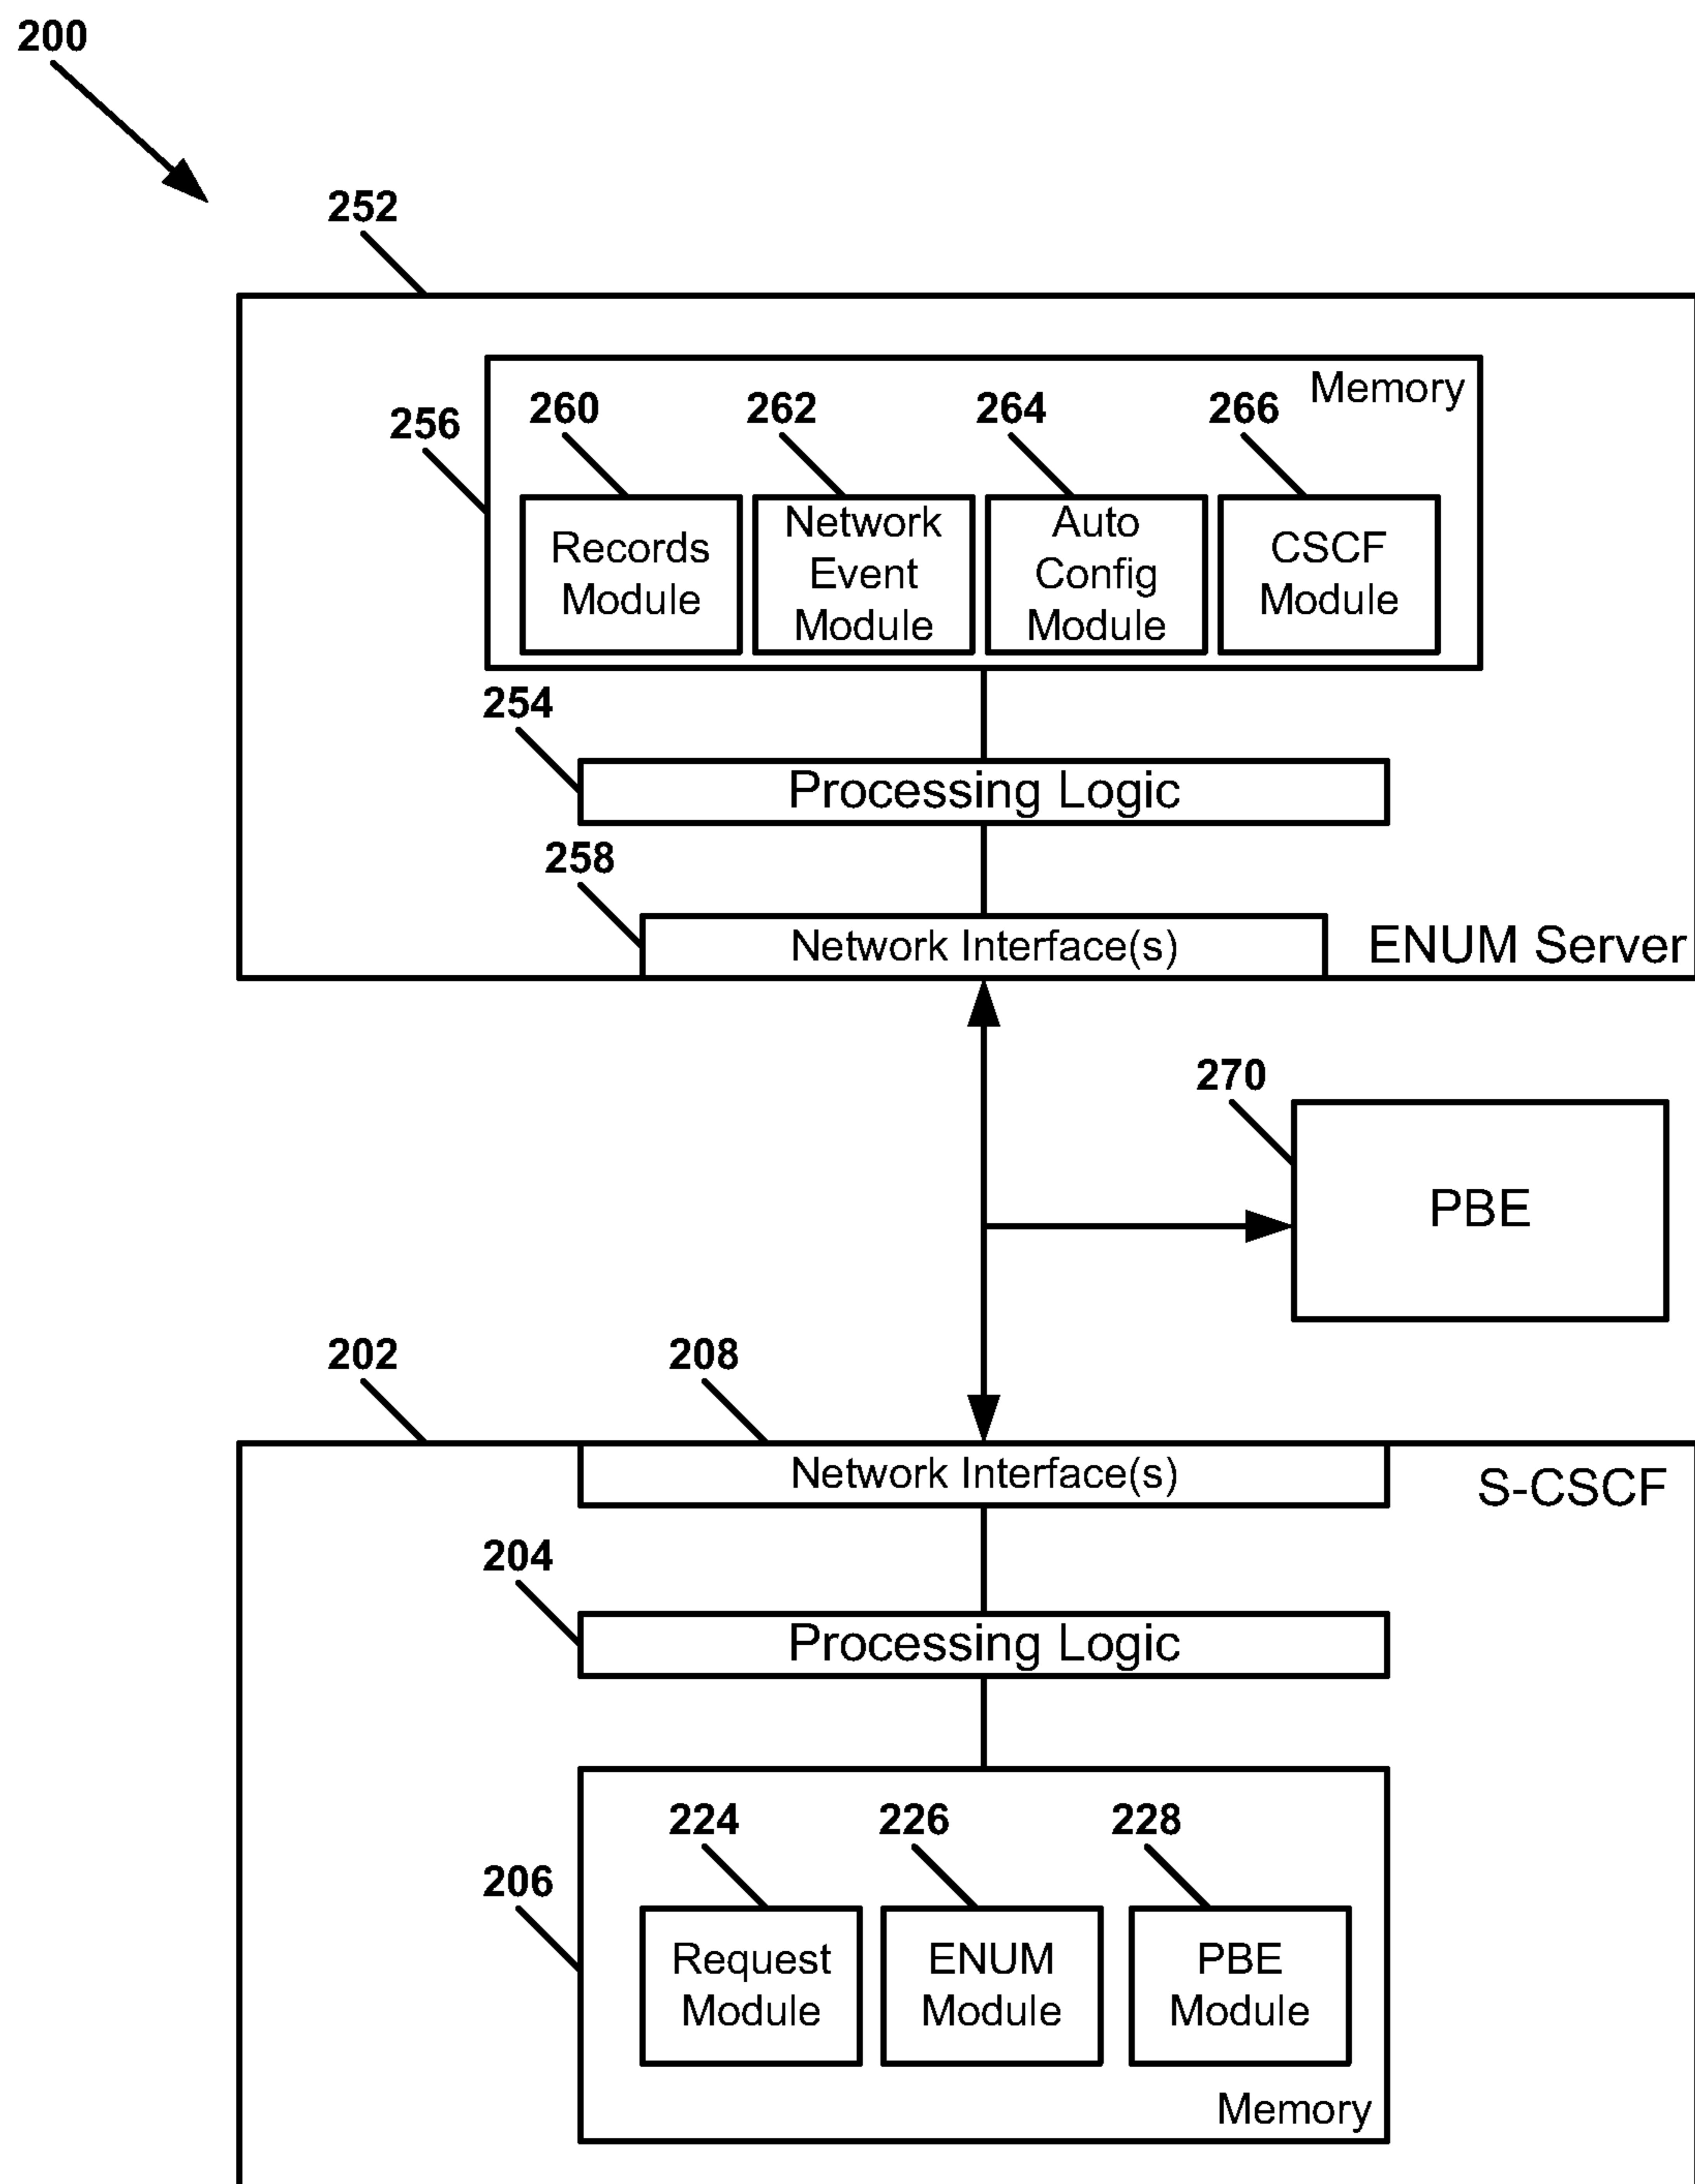 200
252
Memory
256
260
262
264
266
Records
Module
Network
Event
Module
Auto
Config
Module
CSCF
Module
254
Processing Logic
258
Network Interface(s)
ENUM Server
270
PBE
202
208
Network Interface(s)
S-CSCF
204
Processing Logic
224
226
228
206
Request
Module
ENUM
Module
PBE
Module
Memory